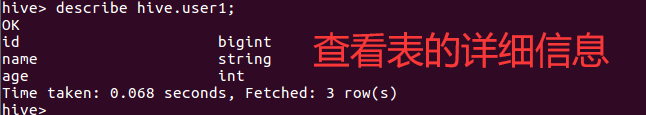 hive> describe hive.user1;
OK
id bigint
name string
age int
Time taken: 0.068 seconds, Fetched: 3 row(s)
hive>
查看表的详细信息